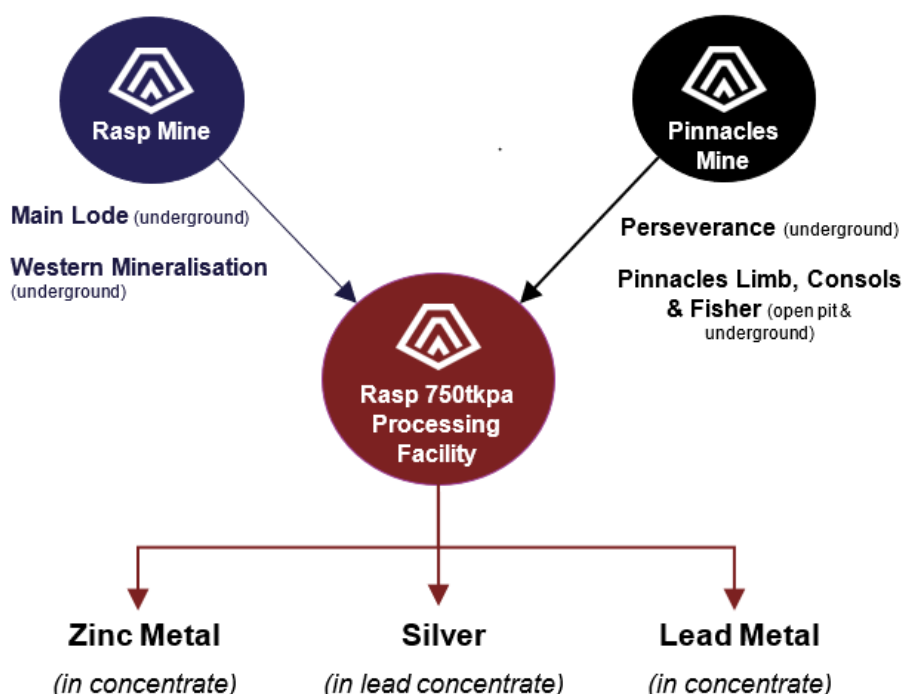 Rasp Mine
Pinnacles
Mine
Main Lode (underground)
Western Mineralisation
(underground)
Perseverance (underground)
Pinnacles Limb, Consols
& Fisher (open pit &
underground)
Rasp 750tkpa
Processing
Facility
Zinc Metal
(in concentrate)
Silver
(in lead concentrate)
Lead Metal
(in concentrate)